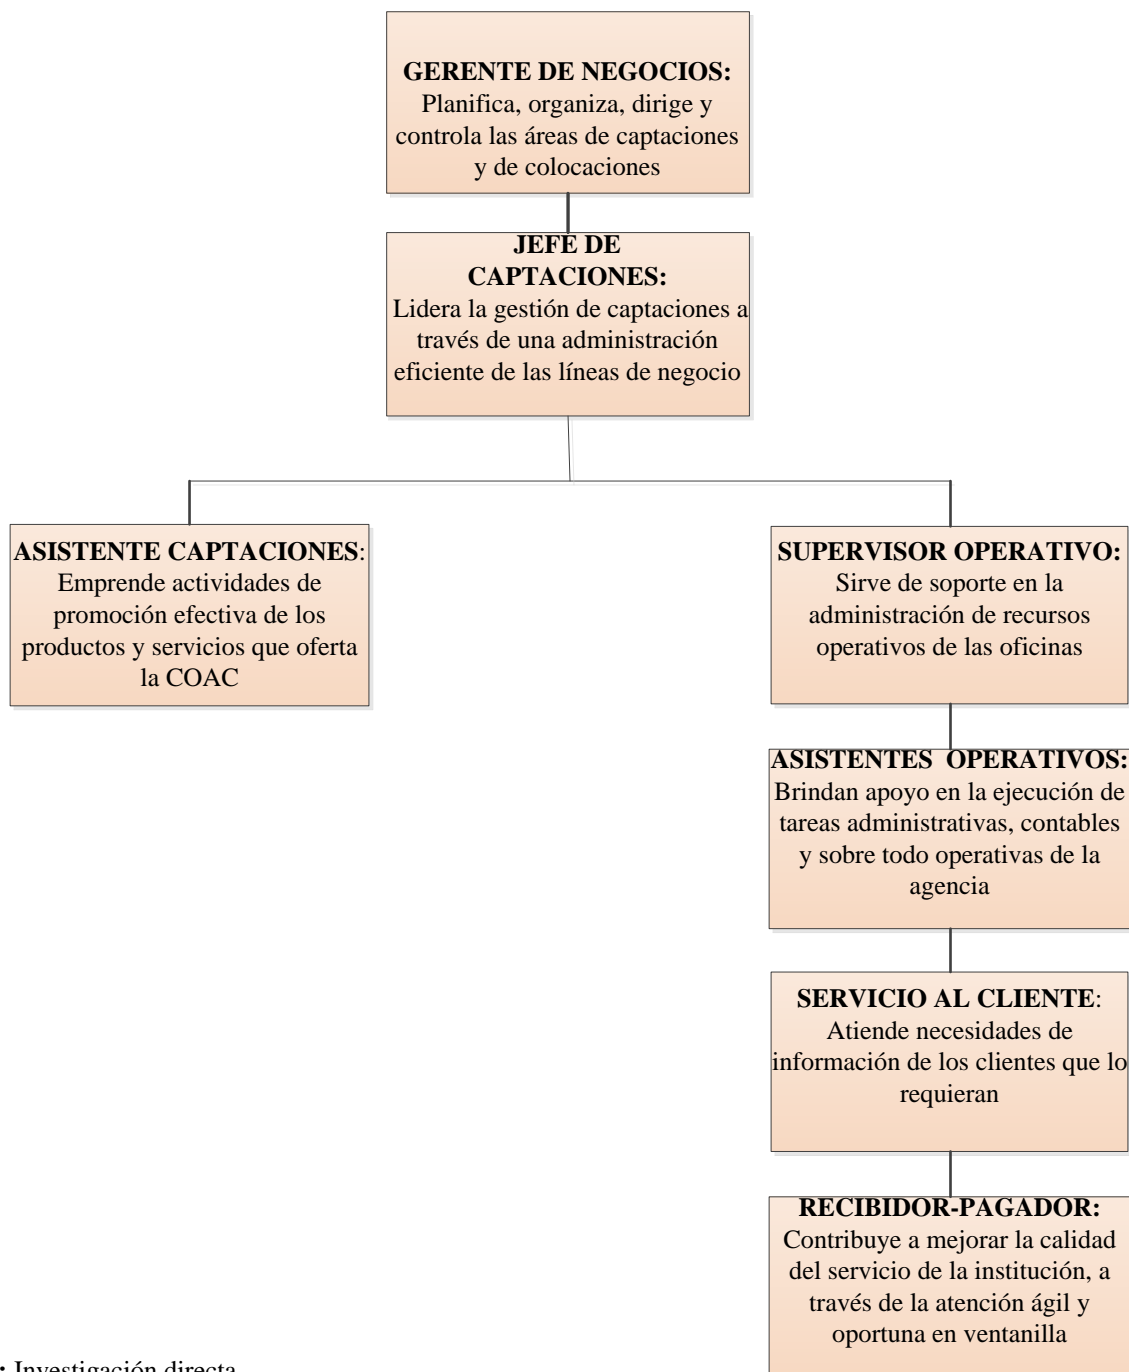 GERENTE DE NEGOCIOS:
Planifica, organiza, dirige y
controla las áreas de captaciones
y de colocaciones
JEFE DE
CAPTACIONES:
Lidera la gestión de captaciones a
través de una administración
eficiente de las líneas de negocio
ASISTENTE CAPTACIONES:
Emprende actividades de
promoción efectiva de los
productos y servicios que oferta
la COAC
SUPERVISOR OPERATIVO:
Sirve de soporte en la
administración de recursos
operativos de las oficinas
ASISTENTES OPERATIVOS:
Brindan apoyo en la ejecución de
tareas administrativas, contables
y sobre todo operativas de la
agencia
SERVICIO AL CLIENTE:
Atiende necesidades de
información de los clientes que lo
requieran
RECIBIDOR-PAGADOR:
Contribuye a mejorar la calidad
del servicio de la institución, a
través de la atención ágil y
oportuna en ventanilla
: Investigación directa